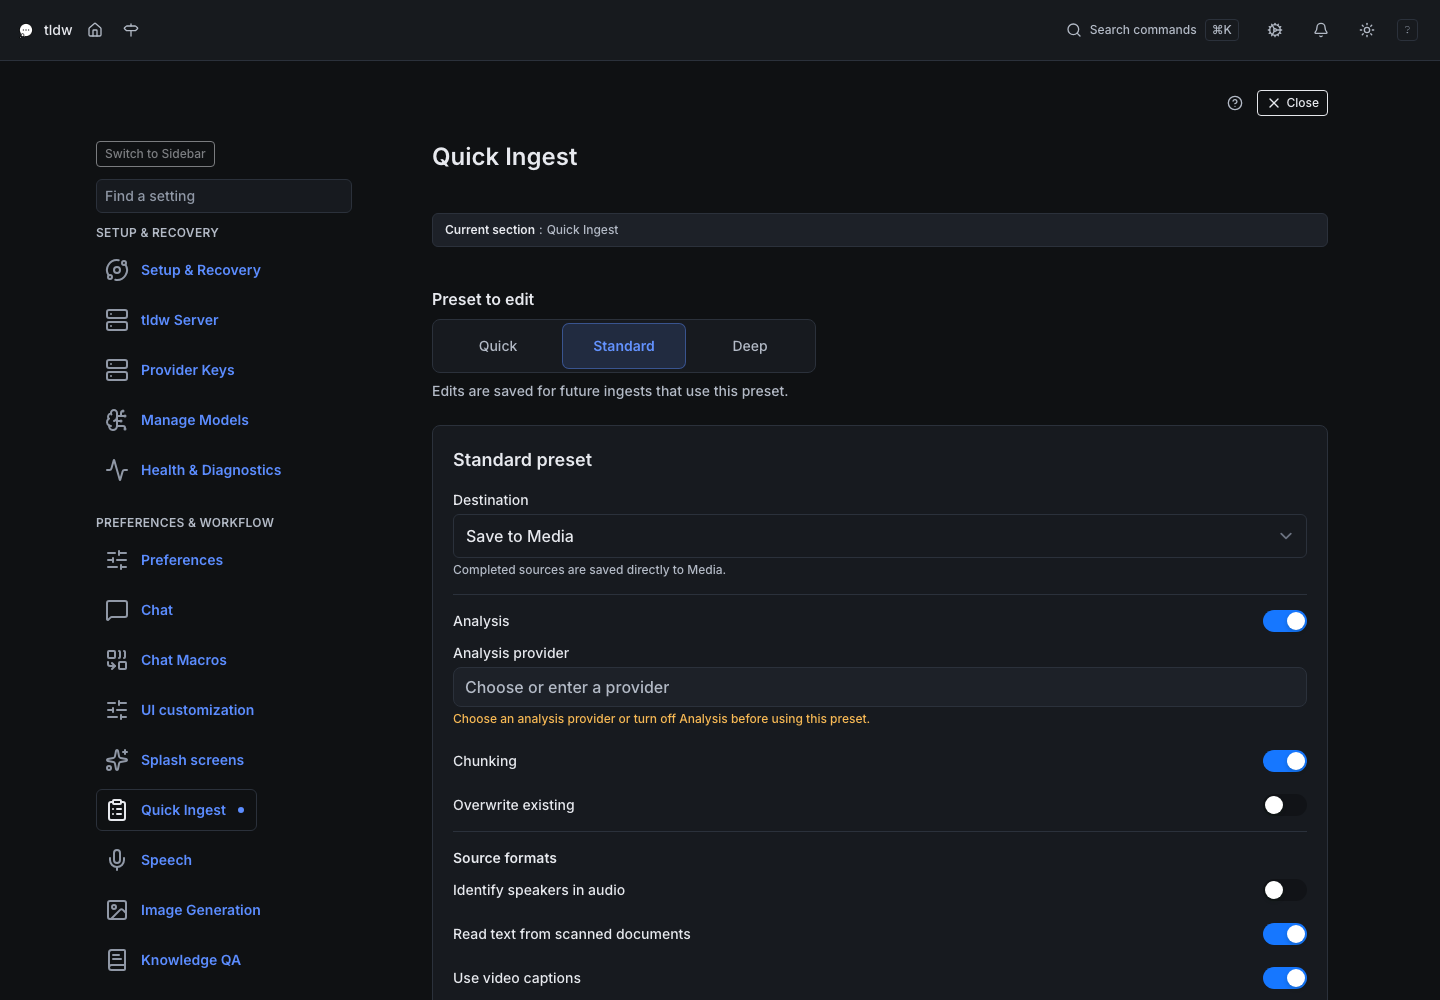 tldw
Search commands ⌘K ?
Close
Switch to Sidebar
Find a setting
SETUP & RECOVERY
Setup & Recovery
tldw Server
Provider Keys
Manage Models
Health & Diagnostics
PREFERENCES & WORKFLOW
Preferences
Chat
Chat Macros
UI customization
Splash screens
Quick Ingest
Speech
Image Generation
Knowledge QA
Quick Ingest
Current section : Quick Ingest
Preset to edit
Quick Standard Deep
Edits are saved for future ingests that use this preset.
Standard preset
Destination
Save to Media
Completed sources are saved directly to Media.
Analysis
Analysis provider
Choose or enter a provider
Choose an analysis provider or turn off Analysis before using this preset.
Chunking
Overwrite existing
Source formats
Identify speakers in audio
Read text from scanned documents
Use video captions